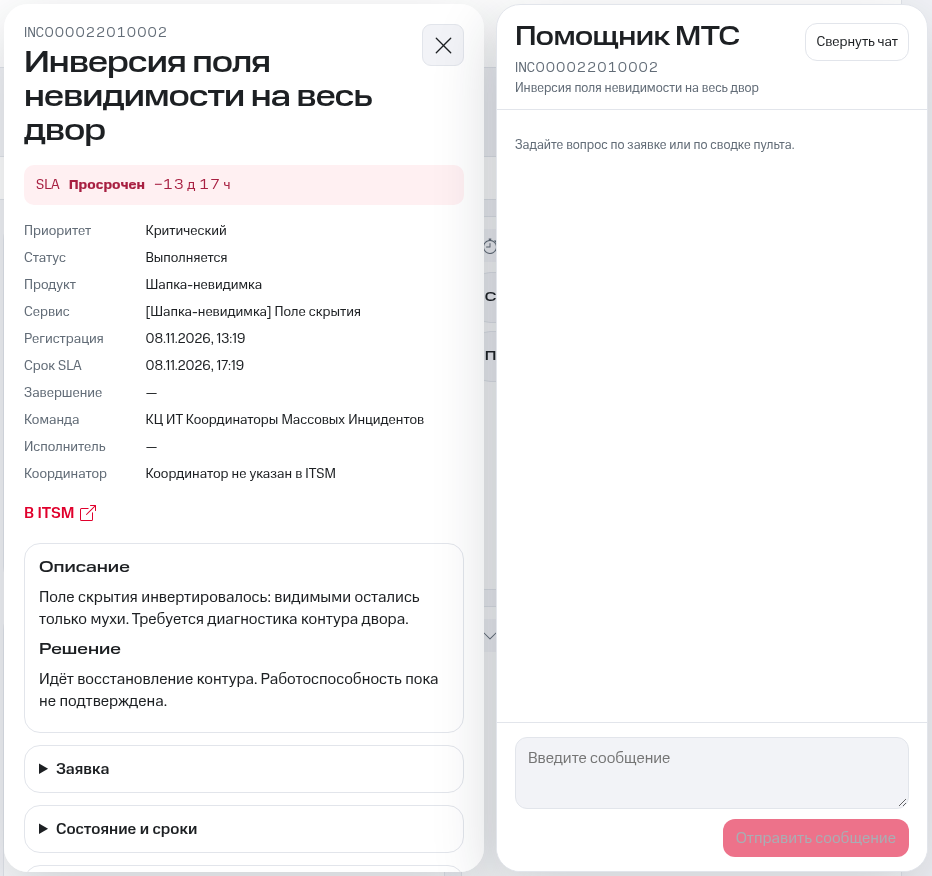 INC000022010002
Инверсия поля
невидимости на весь
двор
SLA Просрочен −13 д 17 ч
Приоритет Критический
Статус Выполняется
Продукт Шапка-невидимка
Сервис [Шапка-невидимка] Поле скрытия
Регистрация 08.11.2026, 13:19
Срок SLA 08.11.2026, 17:19
Завершение —
Команда КЦ ИТ Координаторы Массовых Инцидентов
Исполнитель —
Координатор Координатор не указан в ITSM
В ITSM
Описание
Поле скрытия инвертировалось: видимыми остались
только мухи. Требуется диагностика контура двора.
Решение
Идёт восстановление контура. Работоспособность пока
не подтверждена.
Заявка
Состояние и сроки
Помощник МТС
Свернуть чат
INC000022010002
Инверсия поля невидимости на весь двор
Задайте вопрос по заявке или по сводке пульта.
Введите сообщение
Отправить сообщение